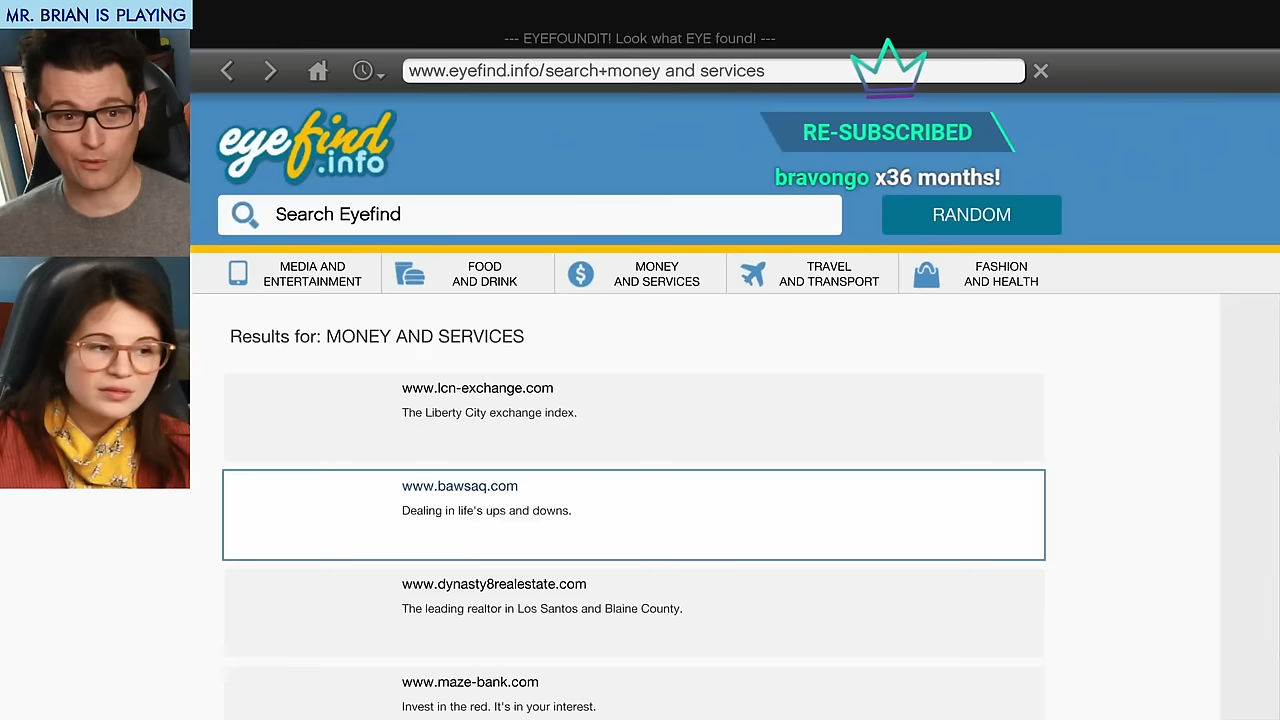 MR. BRIAN IS PLAYING
--- EYEFOUNDIT! Look what EYE found! ---
www.eyefind.info/search+money and services
eyefind
.info
RE-SUBSCRIBED
bravongo x36 months!
Search Eyefind
RANDOM
MEDIA AND
ENTERTAINMENT
FOOD
AND DRINK
MONEY
AND SERVICES
TRAVEL
AND TRANSPORT
FASHION
AND HEALTH
Results for: MONEY AND SERVICES
www.lcn-exchange.com
The Liberty City exchange index.
www.bawsaq.com
Dealing in life's ups and downs.
www.dynasty8realestate.com
The leading realtor in Los Santos and Blaine County.
www.maze-bank.com
Invest in the red. It's in your interest.